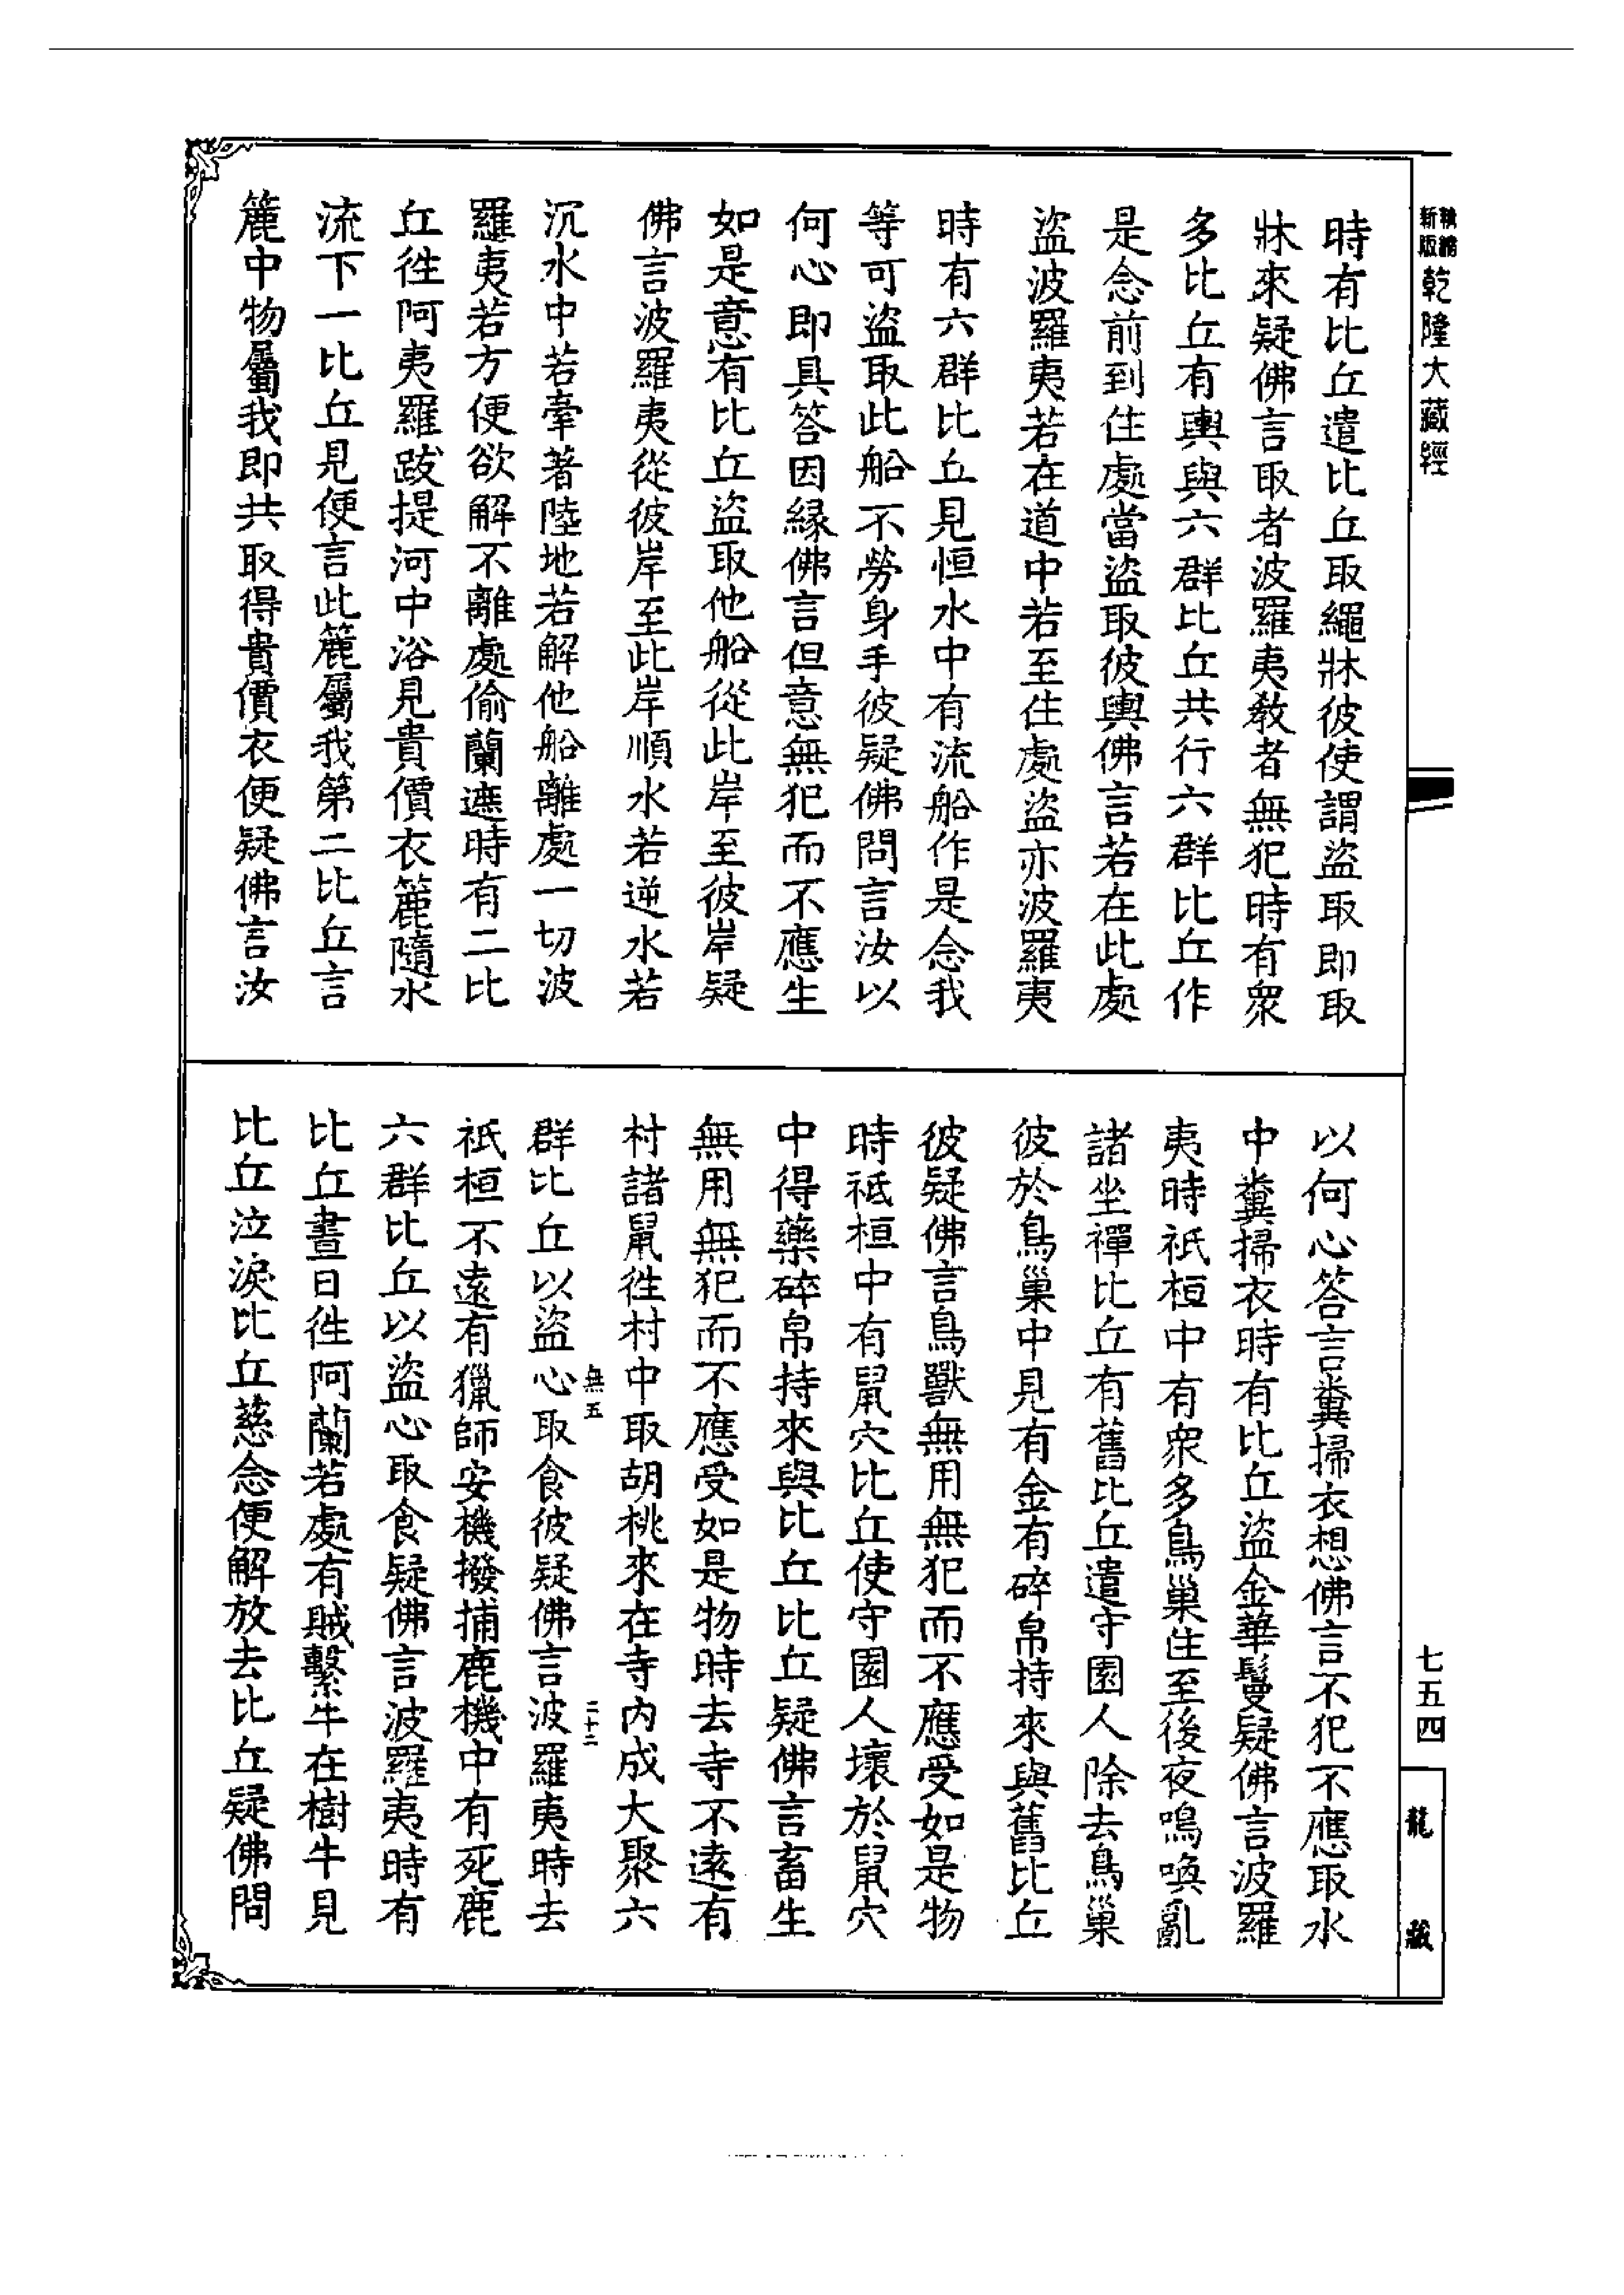 新版
乾隆大藏經
時有比丘遣比丘取繩牀彼使謂盜取即取
牀來疑佛言取者波羅夷教者無犯時有眾
多比丘有輿與六群比丘共行六群比丘作
是念前到住處當盜取彼輿佛言若在此處
盜波羅夷若在道中若至住處盜亦波羅夷
時有六群比丘見恒水中有流船作是念我
等可盜取此船不勞身手彼疑佛問言汝以
何心即具答因緣佛言但意無犯而不應生
如是意有比丘盜取他船從此岸至彼岸疑
佛言波羅夷從彼岸至此岸順水若逆水若
沉水中若牽著陸地若解他船離處一切波
羅夷若方便欲解不離處偷蘭遮時有二比
丘徃阿夷羅跋提河中浴見貴價衣簏隨水
流下一比丘見便言此簏屬我第二比丘言
簏中物屬我即共取得貴價衣便疑佛言汝
以何心答言糞掃衣想佛言不犯不應取水
中糞掃衣時有比丘盜金華鬘疑佛言波羅
夷時祇桓中有眾多鳥巢住至後夜鳴喚亂
諸坐禪比丘有舊比丘遣守園人除去鳥巢
彼於鳥巢中見有金有碎帛持來與舊比丘
彼疑佛言鳥獸無用無犯而不應受如是物
時祇桓中有鼠穴比丘使守園人壞於鼠穴
中得藥碎帛持來與比丘比丘疑佛言畜生
無用無犯而不應受如是物時去寺不遠有
村諸鼠徃村中取胡桃來在寺內成大聚六
無五
二十二
群比丘以盜心取食彼疑佛言波羅夷時去
祇桓不遠有獵師安機撥捕鹿機中有死鹿
六群比丘以盜心取食疑佛言波羅夷時有
比丘晝日徃阿蘭若處有賊繫牛在樹牛見
比丘泣淚比丘慈念便解放去比丘疑佛問
七五四
龍藏